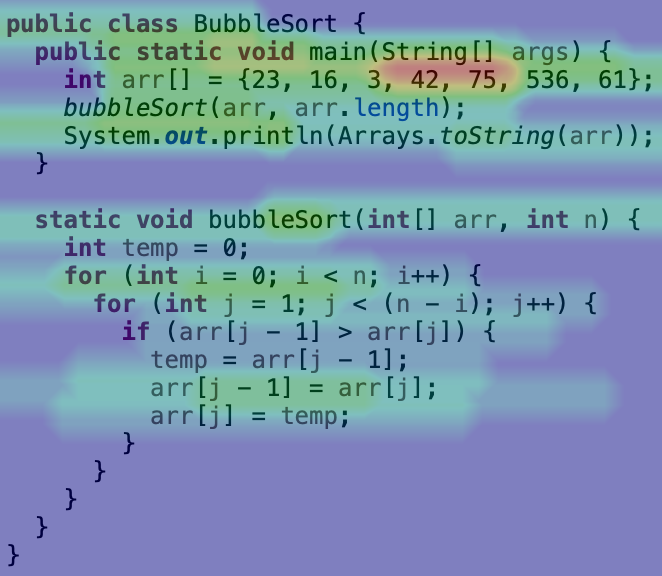 public class BubbleSort {
  public static void main(String[] args) {
    int arr[] = {23, 16, 3, 42, 75, 536, 61};
    bubbleSort(arr, arr.length);
    System.out.println(Arrays.toString(arr));
  }

  static void bubbleSort(int[] arr, int n) {
    int temp = 0;
    for (int i = 0; i < n; i++) {
      for (int j = 1; j < (n - i); j++) {
        if (arr[j - 1] > arr[j]) {
          temp = arr[j - 1];
          arr[j - 1] = arr[j];
          arr[j] = temp;
        }
      }
    }
  }
}